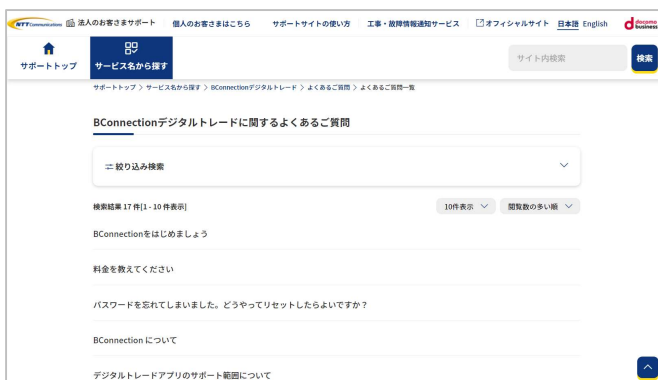 NTT Communications 法人のお客さまサポート 個人のお客さまはこちら サポートサイトの使い方 工事・故障情報通知サービス オフィシャルサイト 日本語 English docomo business
サポートトップ サービス名から探す サイト内検索 検索
サポートトップ > サービス名から探す > BConnectionデジタルトレード > よくあるご質問 > よくあるご質問一覧
BConnectionデジタルトレードに関するよくあるご質問
絞り込み検索
検索結果 17 件[1 - 10 件表示] 10件表示 閲覧数の多い順
BConnectionをはじめましょう
料金を教えてください
パスワードを忘れてしまいました。どうやってリセットしたらよいですか？
BConnection について
デジタルトレードアプリのサポート範囲について